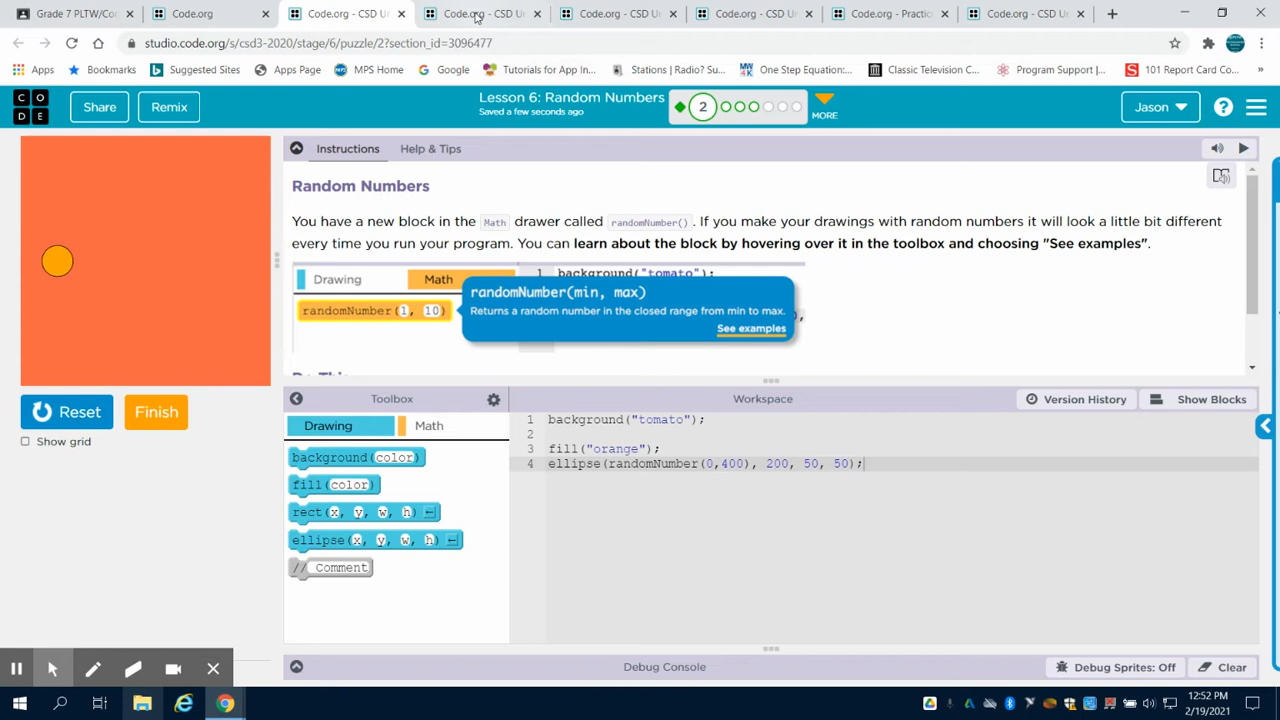 Grade 7 PLTW/Co
Code.org
Code.org - CSD U
Code.org - CSD U
Code.org - CSD U
Code.org - CSD U
Code.org - Practic
Code.org - CSD U
studio.code.org/s/csd3-2020/stage/6/puzzle/2?section_id=3096477
Apps
Bookmarks
Suggested Sites
Apps Page
MPS Home
Google
Tutorials for App In...
Stations | Radio? Su...
One Step Equation:...
Classic Television C...
Program Support |...
101 Report Card Co...
CO
DE
Share
Remix
Lesson 6: Random Numbers
Saved a few seconds ago
2
MORE
Jason
Instructions
Help & Tips
Random Numbers
You have a new block in the Math drawer called randomNumber(). If you make your drawings with random numbers it will look a little bit different
every time you run your program. You can learn about the block by hovering over it in the toolbox and choosing "See examples".
Drawing
Math
1 background("tomato");
randomNumber(1, 10)
randomNumber(min, max)
Returns a random number in the closed range from min to max.
See examples
Do This
Reset
Finish
Show grid
Toolbox
Workspace
Version History
Show Blocks
Drawing
Math
background(color)
fill(color)
rect(x, y, w, h)
ellipse(x, y, w, h)
// Comment
1 background("tomato");
2
3 fill("orange");
4 ellipse(randomNumber(0,400), 200, 50, 50);
Debug Console
Debug Sprites: Off
Clear
12:52 PM
2/19/2021